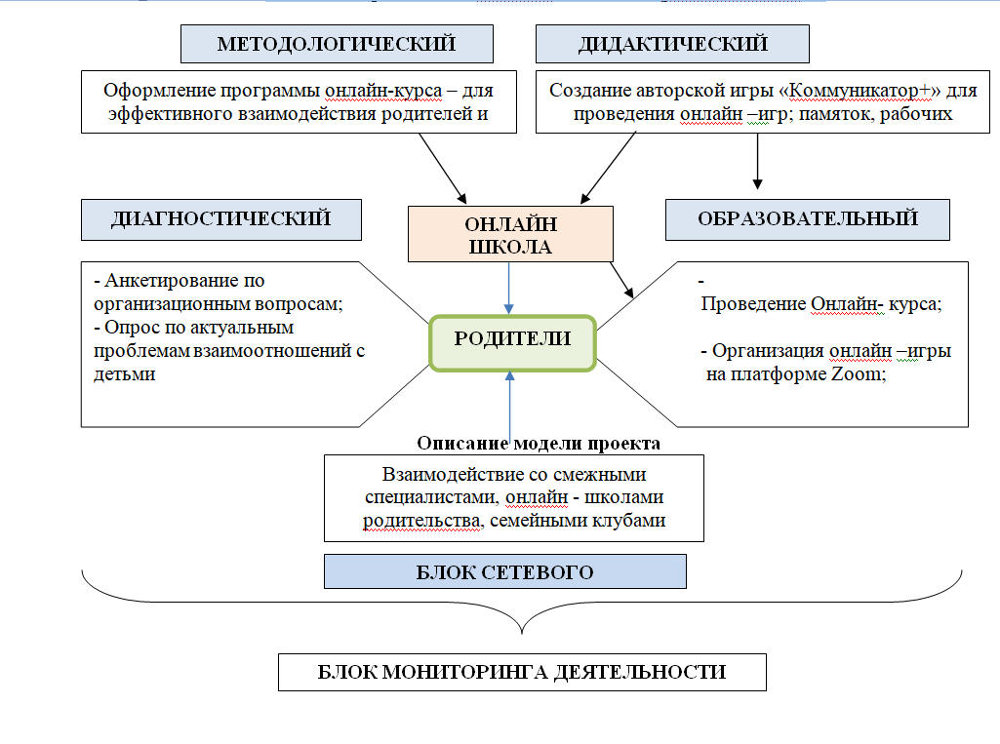 МЕТОДОЛОГИЧЕСКИЙ
ДИДАКТИЧЕСКИЙ
Оформление программы онлайн-курса – для
эффективного взаимодействия родителей и
Создание авторской игры «Коммуникатор+» для
проведения онлайн –игр; памяток, рабочих
ДИАГНОСТИЧЕСКИЙ
ОНЛАЙН
ШКОЛА
ОБРАЗОВАТЕЛЬНЫЙ
- Анкетирование по
организационным вопросам;
- Опрос по актуальным
проблемам взаимоотношений с
детьми
РОДИТЕЛИ
-
Проведение Онлайн- курса;
- Организация онлайн –игры
на платформе Zoom;
Описание модели проекта
Взаимодействие со смежными
специалистами, онлайн - школами
родительства, семейными клубами
БЛОК СЕТЕВОГО
БЛОК МОНИТОРИНГА ДЕЯТЕЛЬНОСТИ